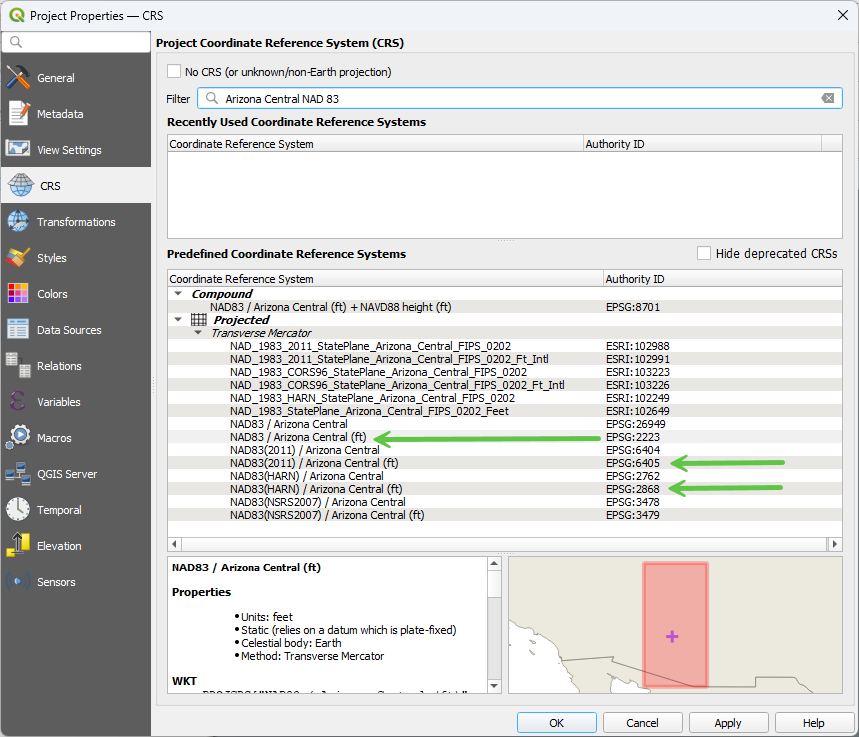 Project Properties — CRS
Project Coordinate Reference System (CRS)
No CRS (or unknown/non-Earth projection)
Filter Arizona Central NAD 83
Recently Used Coordinate Reference Systems
Coordinate Reference System Authority ID
Predefined Coordinate Reference Systems Hide deprecated CRSs
Coordinate Reference System Authority ID
Compound
NAD83 / Arizona Central (ft) + NAVD88 height (ft) EPSG:8701
Projected
Transverse Mercator
NAD_1983_2011_StatePlane_Arizona_Central_FIPS_0202 ESRI:102988
NAD_1983_2011_StatePlane_Arizona_Central_FIPS_0202_Ft_Intl ESRI:102991
NAD_1983_CORS96_StatePlane_Arizona_Central_FIPS_0202 ESRI:103223
NAD_1983_CORS96_StatePlane_Arizona_Central_FIPS_0202_Ft_Intl ESRI:103226
NAD_1983_HARN_StatePlane_Arizona_Central_FIPS_0202 ESRI:102249
NAD_1983_StatePlane_Arizona_Central_FIPS_0202_Feet ESRI:102649
NAD83 / Arizona Central EPSG:26949
NAD83 / Arizona Central (ft) EPSG:2223
NAD83(2011) / Arizona Central EPSG:6404
NAD83(2011) / Arizona Central (ft) EPSG:6405
NAD83(HARN) / Arizona Central EPSG:2762
NAD83(HARN) / Arizona Central (ft) EPSG:2868
NAD83(NSRS2007) / Arizona Central EPSG:3478
NAD83(NSRS2007) / Arizona Central (ft) EPSG:3479
NAD83 / Arizona Central (ft)
Properties
•Units: feet
•Static (relies on a datum which is plate-fixed)
•Celestial body: Earth
•Method: Transverse Mercator
WKT
General
Metadata
View Settings
CRS
Transformations
Styles
Colors
Data Sources
Relations
Variables
Macros
QGIS Server
Temporal
Elevation
Sensors
OK Cancel Apply Help